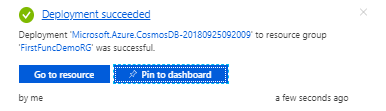 Deployment succeeded
Deployment 'Microsoft.Azure.CosmosDB-20180925092009' to resource group
'FirstFuncDemoRG' was successful.
Go to resource Pin to dashboard
by me a few seconds ago